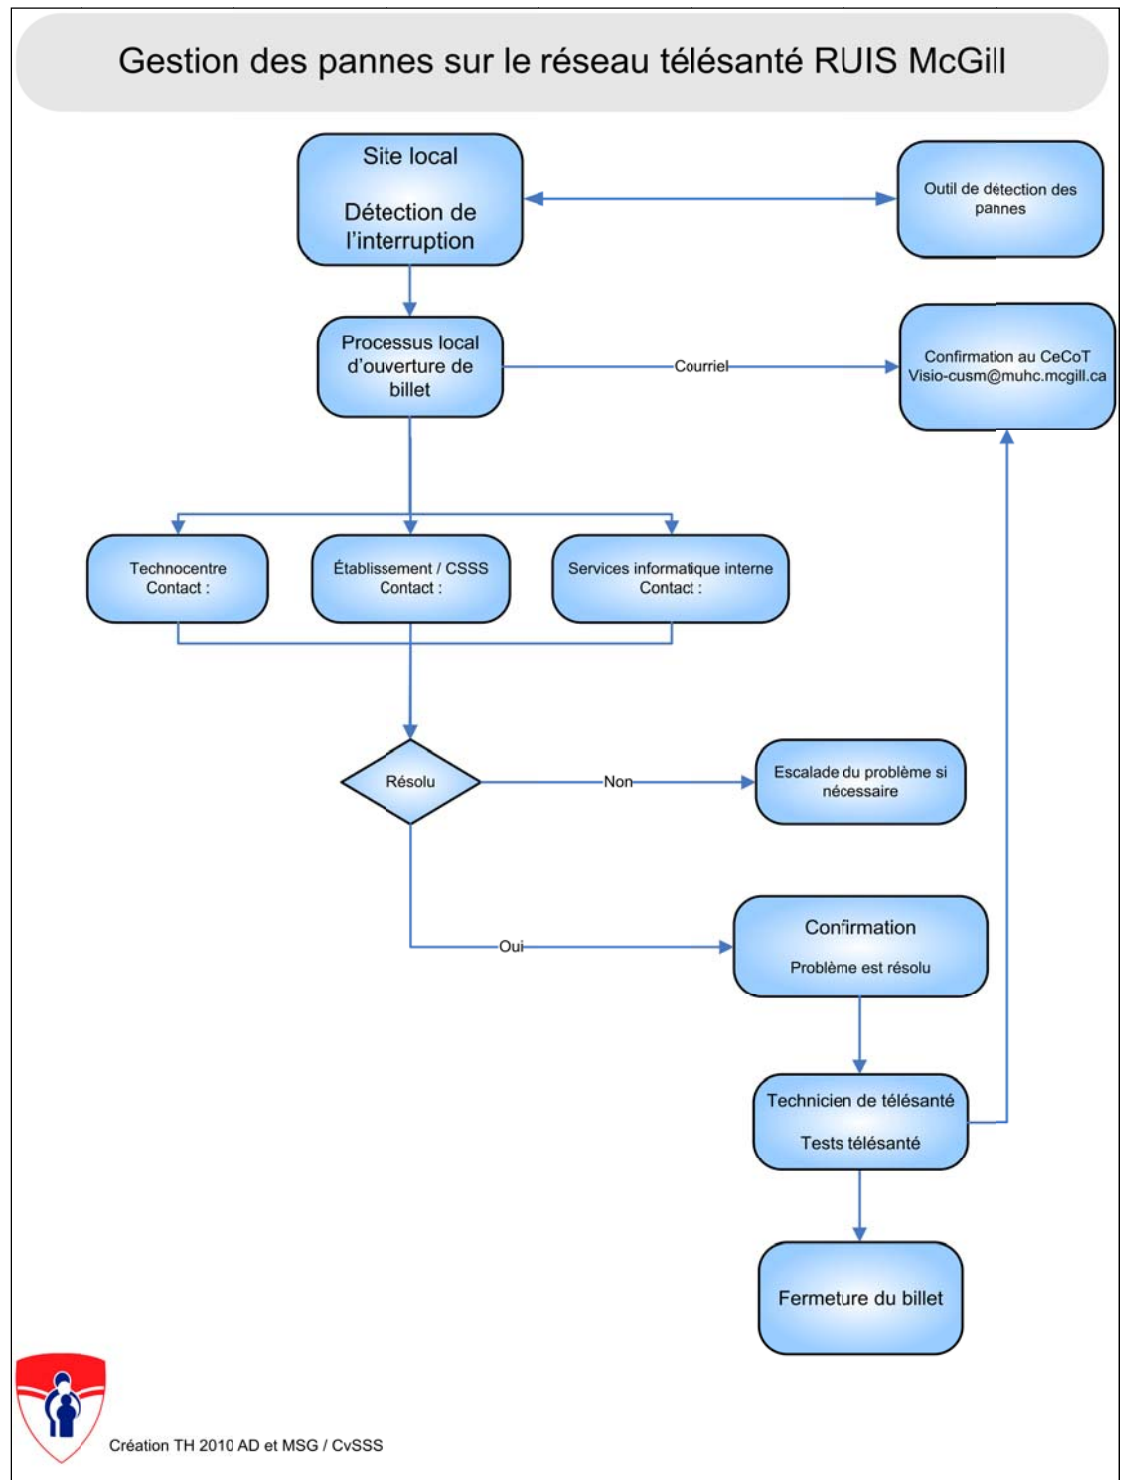 Gestion des pannes sur le réseau télésanté RUIS McGill
Site local
Détection de
l'interruption
Outil de détection des
pannes
Processus local
d'ouverture de
billet
Courriel
Confirmation au CeCoT
Visio-cusm@muhc.mcgill.ca
Technocentre
Contact :
Établissement / CSSS
Contact :
Services informatique interne
Contact :
Résolu
Non
Escalade du problème si
nécessaire
Oui
Confirmation
Problème est résolu
Technicien de télésanté
Tests télésanté
Fermeture du billet
Création TH 2010 AD et MSG / CvSSS